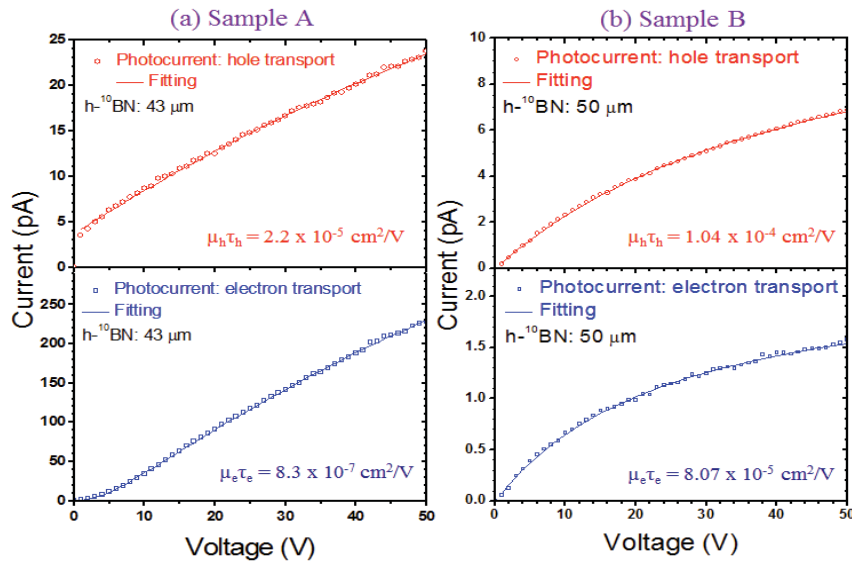 (a) Sample A
25
20
15
10
5
0
Photocurrent: hole transport
Fitting
h-¹⁰BN: 43 μm
μₕτₕ = 2.2 x 10⁻⁵ cm²/V
250
200
150
100
50
0
Photocurrent: electron transport
Fitting
h-¹⁰BN: 43 μm
μₑτₑ = 8.3 x 10⁻⁷ cm²/V
0 10 20 30 40 50
Voltage (V)
Current (pA)
(b) Sample B
10
8
6
4
2
0
Photocurrent: hole transport
Fitting
h-¹⁰BN: 50 μm
μₕτₕ = 1.04 x 10⁻⁴ cm²/V
2.0
1.5
1.0
0.5
0.0
Photocurrent: electron transport
Fitting
h-¹⁰BN: 50 μm
μₑτₑ = 8.07 x 10⁻⁵ cm²/V
0 10 20 30 40 50
Voltage (V)
Current (pA)